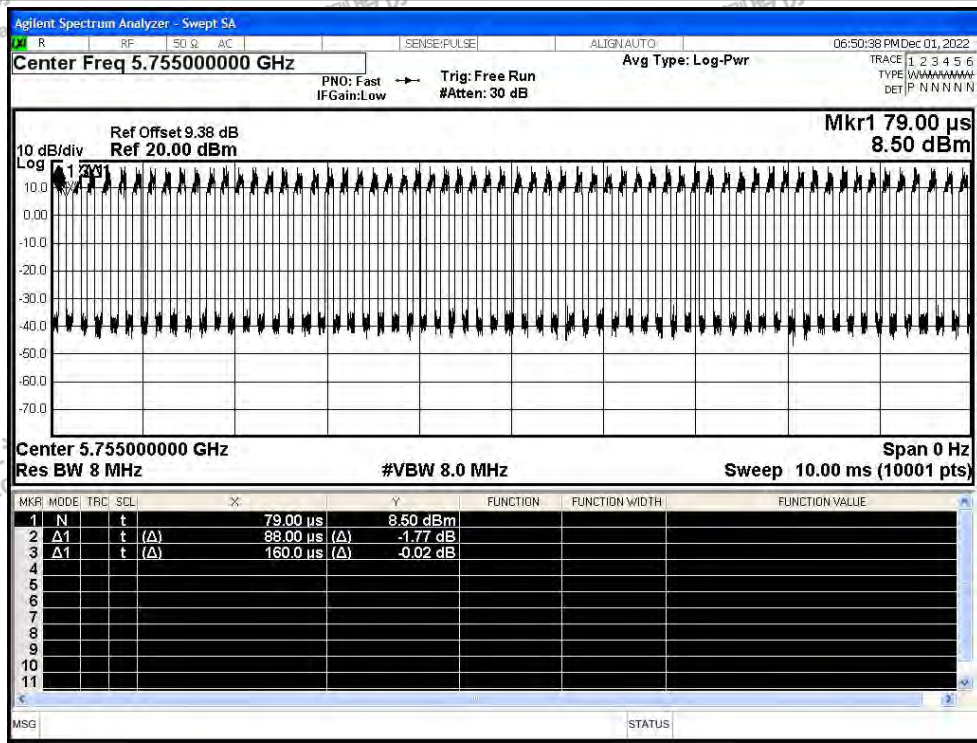 Agilent Spectrum Analyzer - Swept SA
LXI R RF 50 Ω AC SENSE:PULSE ALIGN AUTO 06:50:38 PM Dec 01, 2022
Center Freq 5.755000000 GHz
Avg Type: Log-Pwr
TRACE 1 2 3 4 5 6
PNO: Fast
Trig: Free Run
TYPE WWWWWW
IFGain:Low
#Atten: 30 dB
DET P N N N N N
Mkr1 79.00 µs
Ref Offset 9.38 dB
10 dB/div Ref 20.00 dBm
8.50 dBm
Log
10.0
0.00
-10.0
-20.0
-30.0
-40.0
-50.0
-60.0
-70.0
Center 5.755000000 GHz Span 0 Hz
Res BW 8 MHz #VBW 8.0 MHz Sweep 10.00 ms (10001 pts)
MKR MODE TRC SCL X Y FUNCTION FUNCTION WIDTH FUNCTION VALUE
1 N t 79.00 µs 8.50 dBm
2 Δ1 t (Δ) 88.00 µs (Δ) -1.77 dB
3 Δ1 t (Δ) 160.0 µs (Δ) -0.02 dB
4
5
6
7
8
9
10
11
MSG STATUS